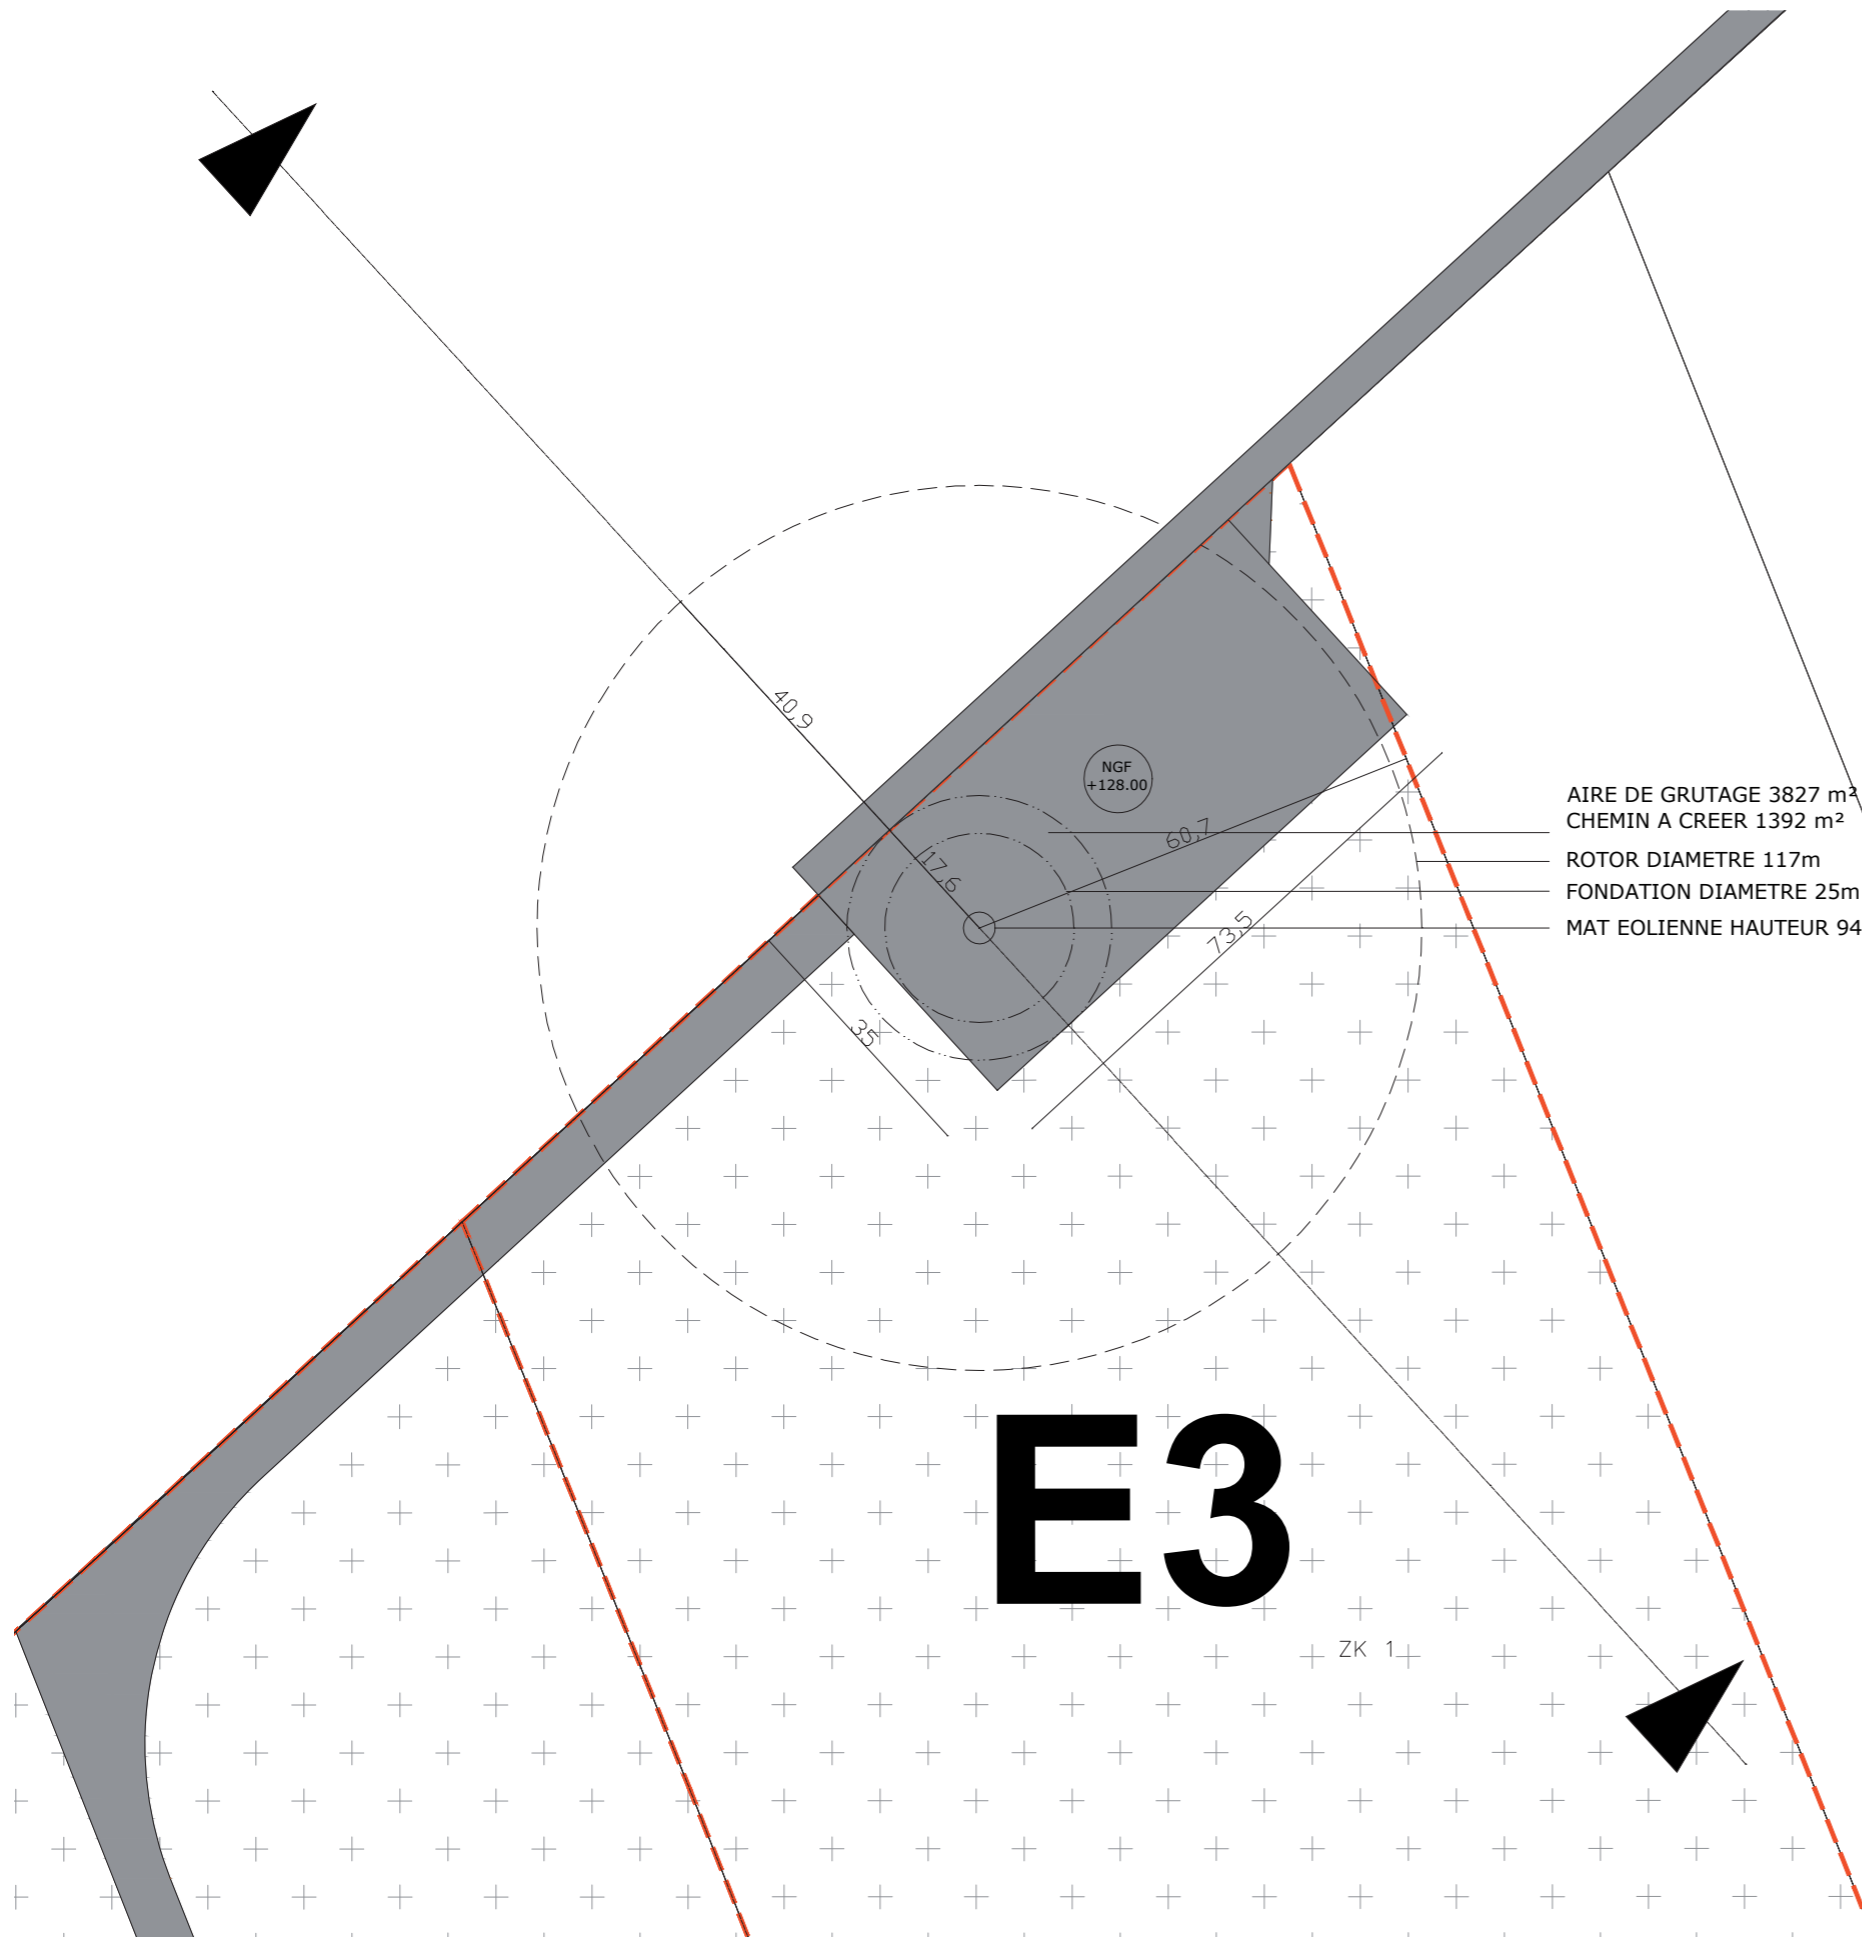 40,9
NGF
+128.00
AIRE DE GRUTAGE 3827 m²
CHEMIN A CREER 1392 m²
60,7
17,6
ROTOR DIAMETRE 117m
FONDATION DIAMETRE 25m
73,5
MAT EOLIENNE HAUTEUR 94
35
E3
ZK 1